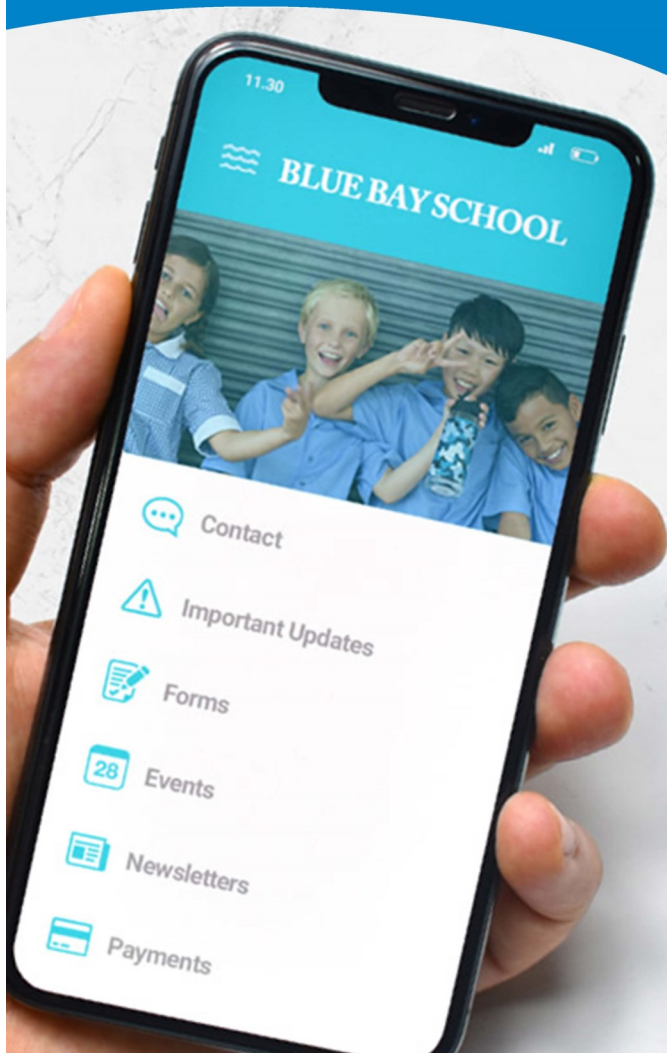 11.30
BLUE BAY SCHOOL
Contact
Important Updates
Forms
28
Events
Newsletters
Payments